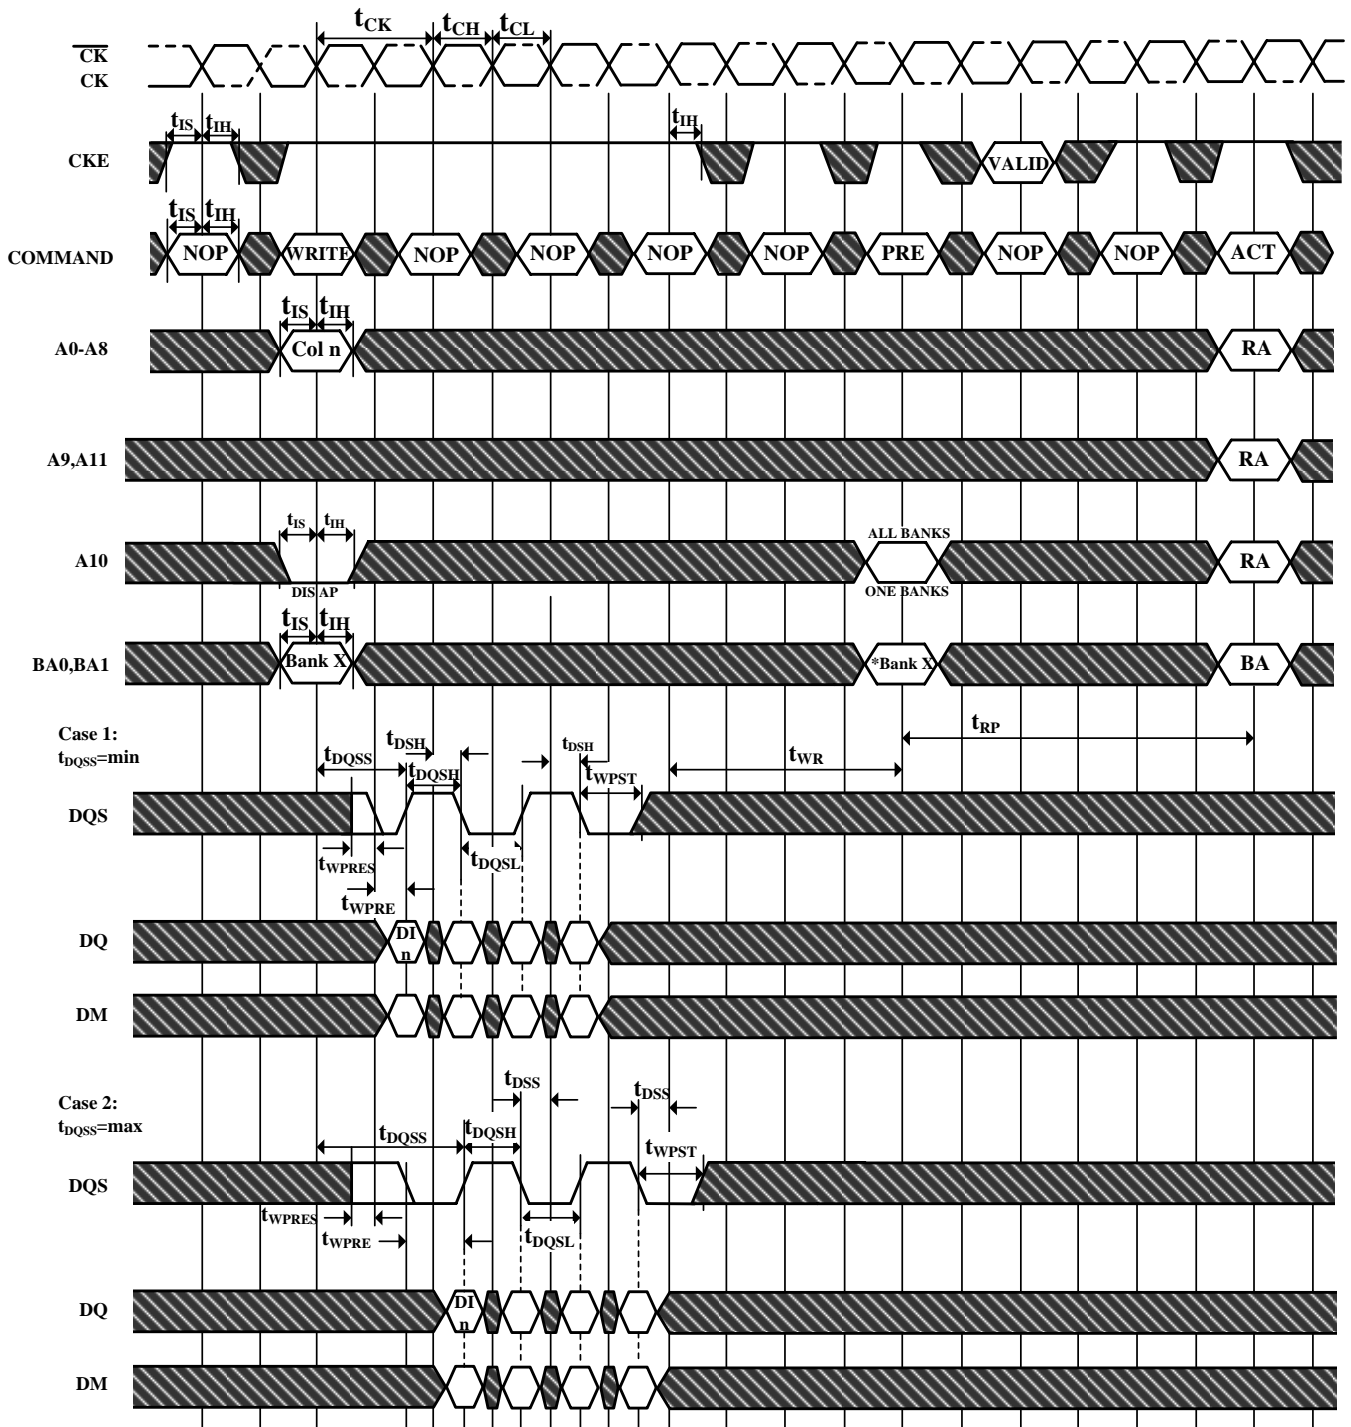 tCK tCH tCL
CK
CK
tIS tIH tIH
CKE VALID
tIS tIH
COMMAND NOP WRITE NOP NOP NOP NOP PRE NOP NOP ACT
tIS tIH
A0-A8 Col n RA
A9,A11 RA
tIS tIH ALL BANKS
A10 RA
DIS AP ONE BANKS
tIS tIH
BA0,BA1 Bank X *Bank X BA
Case 1:
tDQSS=min
tDSH tDSH tRP
tDQSS tDQSH tWPST tWR
DQS
tWPRES tDQSL
tWPRE
DQ DI
n
DM
tDSS tDSS
Case 2:
tDQSS=max
tDQSS tDQSH tWPST
DQS
tWPRES tWPRE tDQSL
DQ DI
n
DM